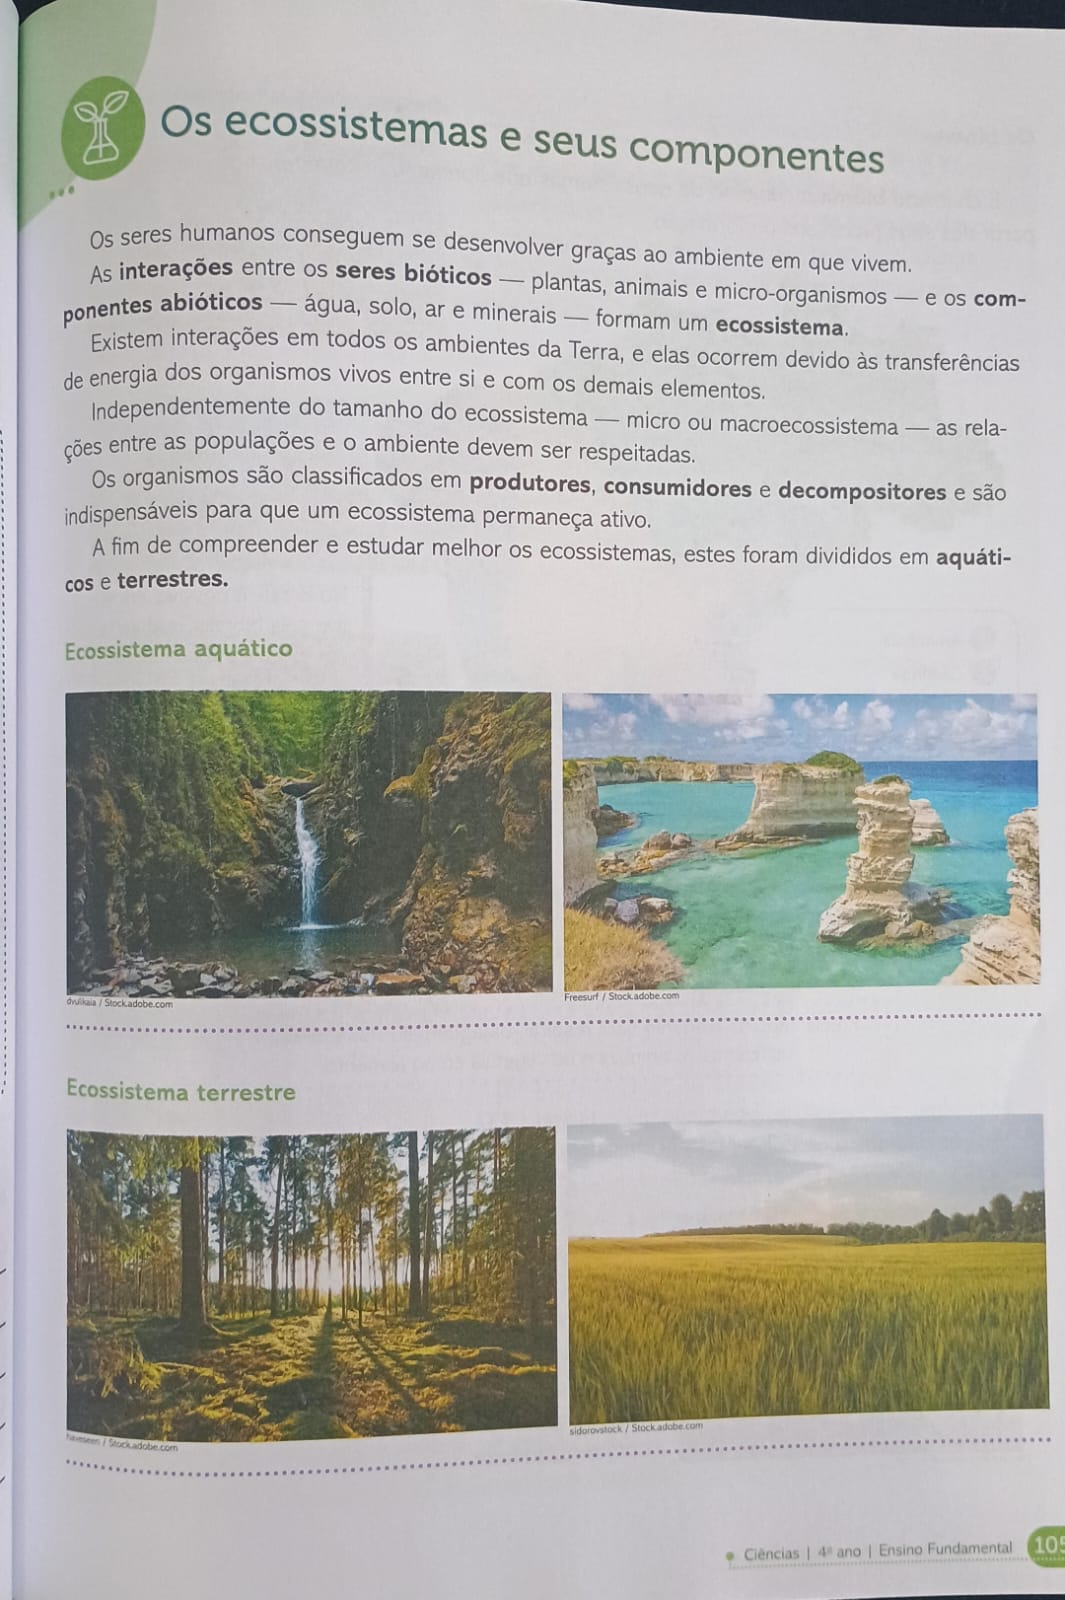 Os ecossistemas e seus componentes
Os seres humanos conseguem se desenvolver graças ao ambiente em que vivem.
As interações entre os seres bióticos — plantas, animais e micro-organismos — e os com-
ponentes abióticos — água, solo, ar e minerais — formam um ecossistema.
Existem interações em todos os ambientes da Terra, e elas ocorrem devido às transferências
de energia dos organismos vivos entre si e com os demais elementos.
Independentemente do tamanho do ecossistema — micro ou macroecossistema — as rela-
ções entre as populações e o ambiente devem ser respeitadas.
Os organismos são classificados em produtores, consumidores e decompositores e são
indispensáveis para que um ecossistema permaneça ativo.
A fim de compreender e estudar melhor os ecossistemas, estes foram divididos em aquáti-
cos e terrestres.
Ecossistema aquático
dvulikaia / Stock.adobe.com
Freesurf / Stock.adobe.com
Ecossistema terrestre
/ Stock.adobe.com
sidorovstock / Stock.adobe.com
Ciências | 4º ano | Ensino Fundamental
105